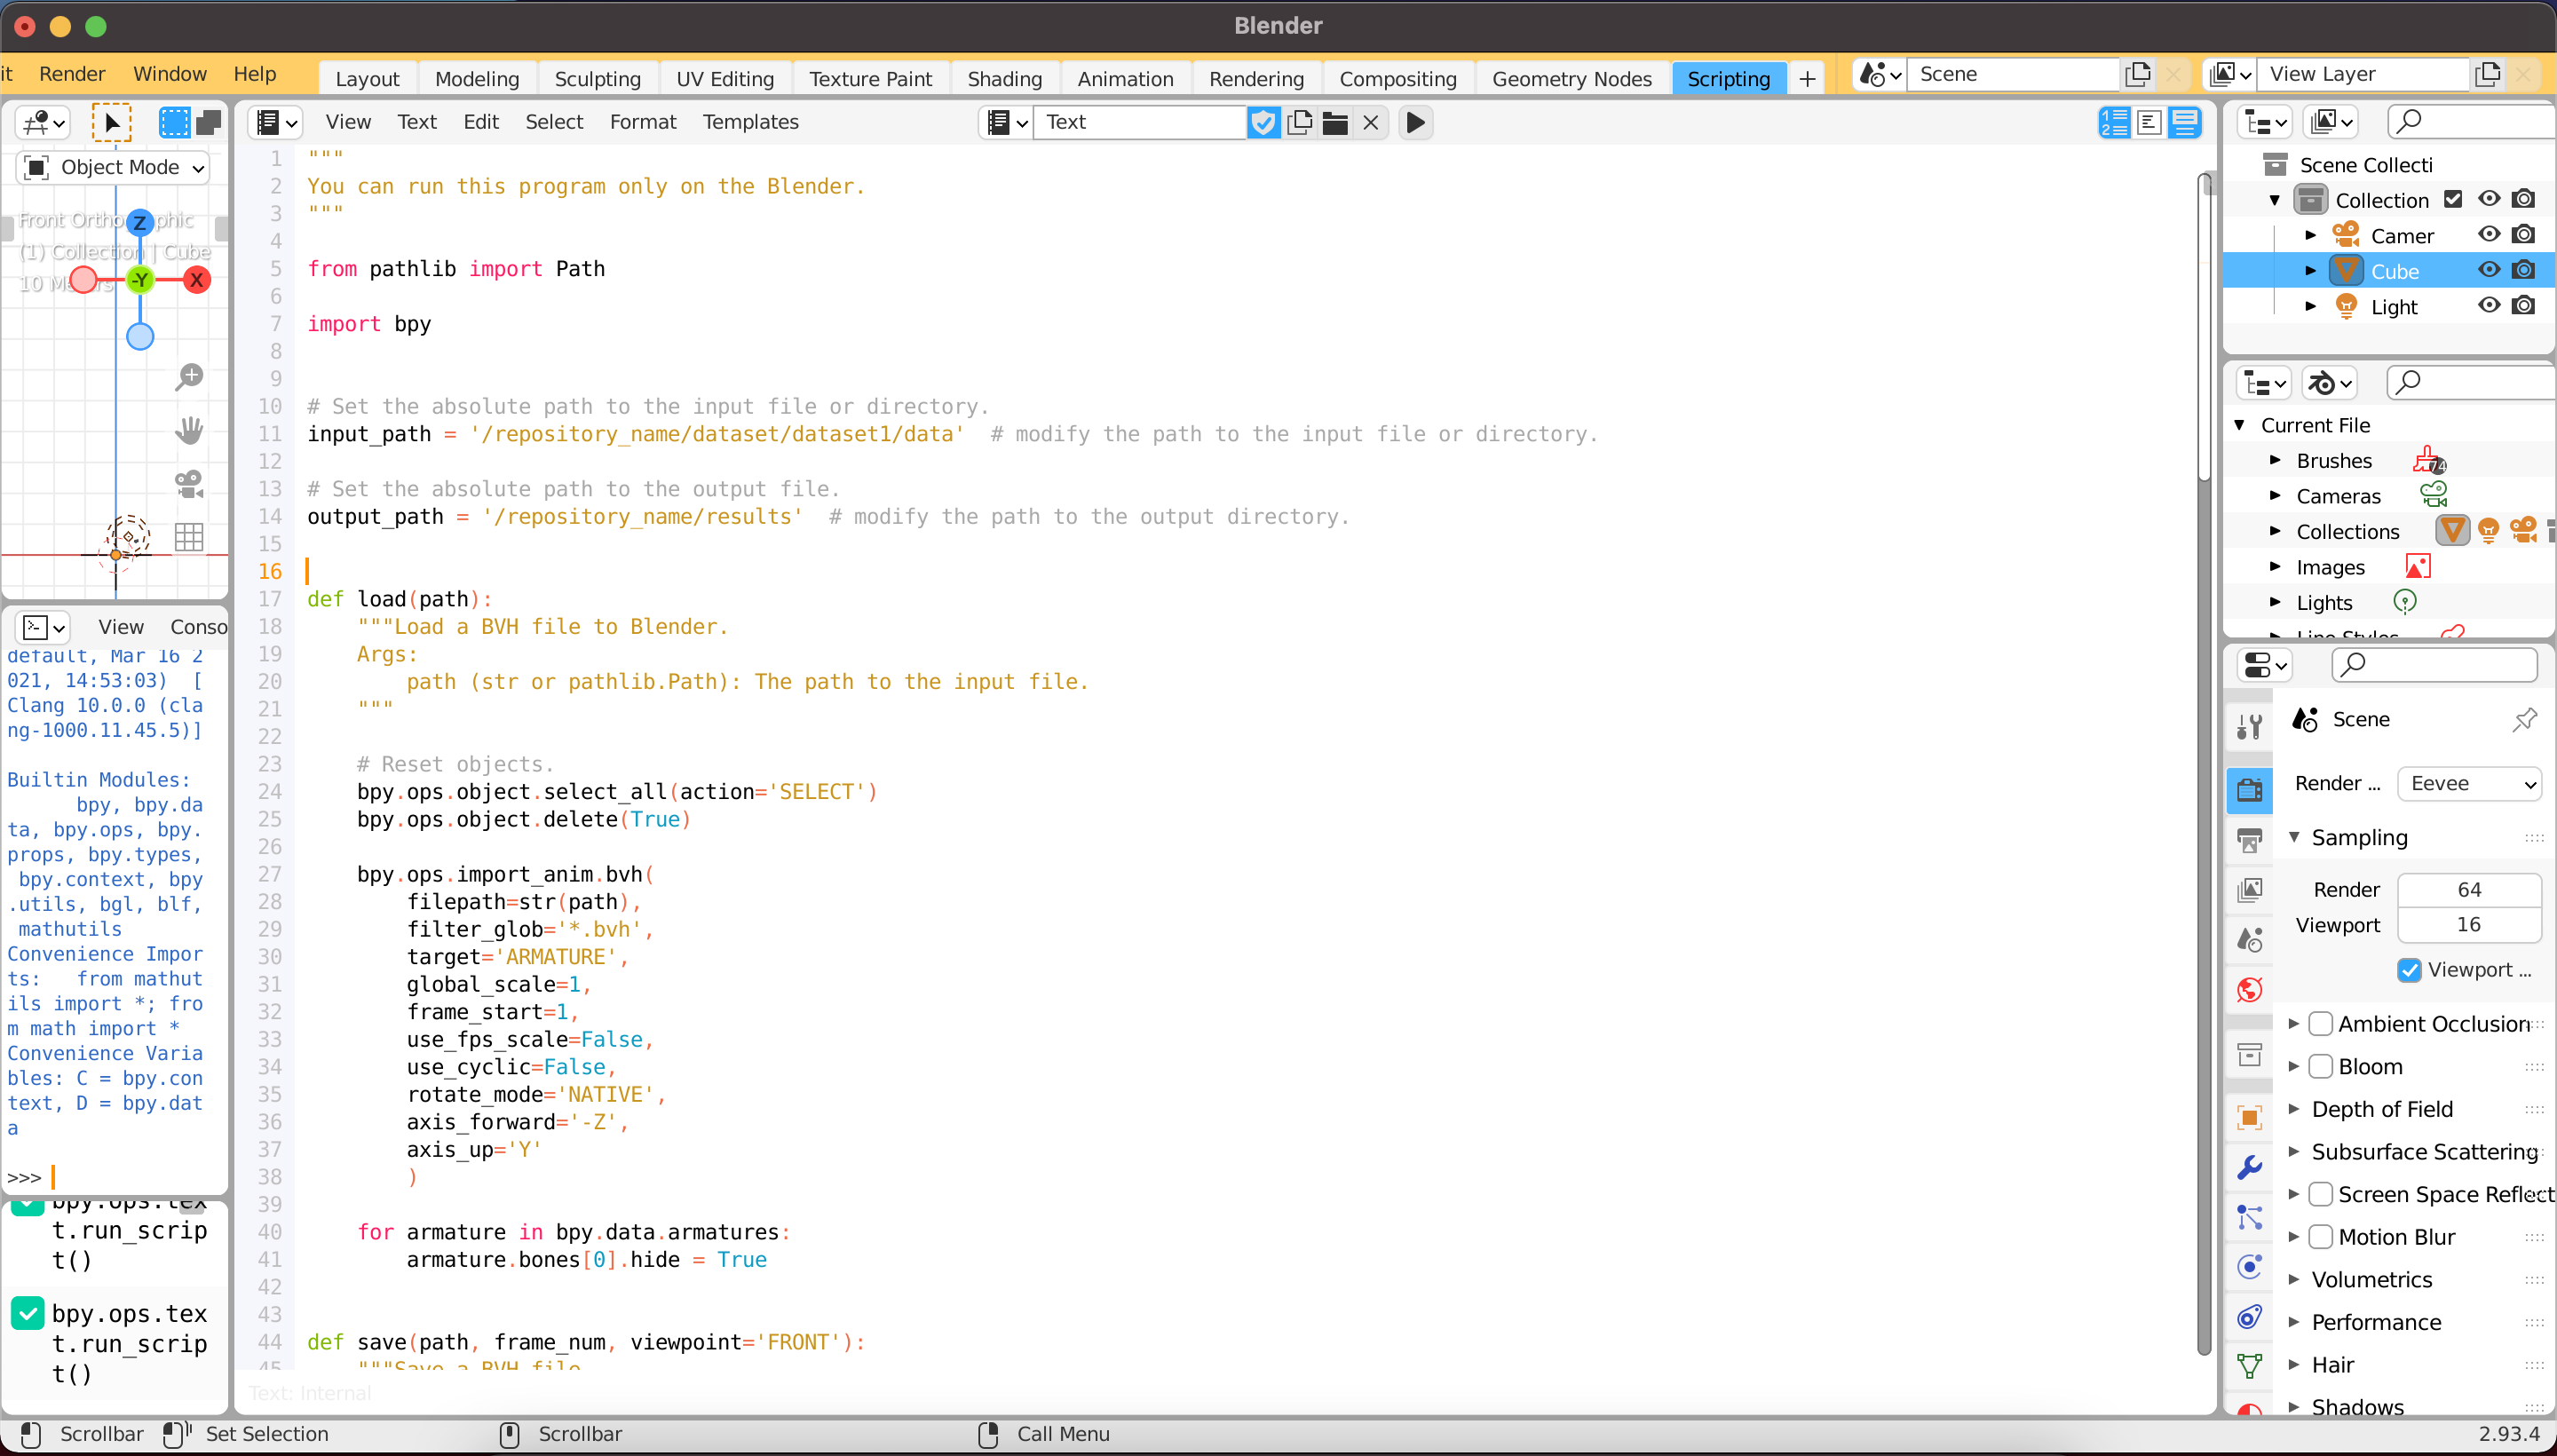 Blender
it Render Window Help Layout Modeling Sculpting UV Editing Texture Paint Shading Animation Rendering Compositing Geometry Nodes Scripting + Scene View Layer
Object Mode
Front Ortho phic
(1) Collection | Cube
10 Me rs
Z
-Y
X
View Conso
default, Mar 16 2
021, 14:53:03) [
Clang 10.0.0 (cla
ng-1000.11.45.5)]
Builtin Modules:
bpy, bpy.da
ta, bpy.ops, bpy.
props, bpy.types,
bpy.context, bpy
.utils, bgl, blf,
mathutils
Convenience Impor
ts: from mathut
ils import *; fro
m math import *
Convenience Varia
bles: C = bpy.con
text, D = bpy.dat
a
>>>
bpy.ops.tex
t.run_scrip
t()
bpy.ops.tex
t.run_scrip
t()
View Text Edit Select Format Templates Text
1 """
2 You can run this program only on the Blender.
3 """
4
5 from pathlib import Path
6
7 import bpy
8
9
10 # Set the absolute path to the input file or directory.
11 input_path = '/repository_name/dataset/dataset1/data'  # modify the path to the input file or directory.
12
13 # Set the absolute path to the output file.
14 output_path = '/repository_name/results'  # modify the path to the output directory.
15
16
17 def load(path):
18     """Load a BVH file to Blender.
19     Args:
20         path (str or pathlib.Path): The path to the input file.
21     """
22
23     # Reset objects.
24     bpy.ops.object.select_all(action='SELECT')
25     bpy.ops.object.delete(True)
26
27     bpy.ops.import_anim.bvh(
28         filepath=str(path),
29         filter_glob='*.bvh',
30         target='ARMATURE',
31         global_scale=1,
32         frame_start=1,
33         use_fps_scale=False,
34         use_cyclic=False,
35         rotate_mode='NATIVE',
36         axis_forward='-Z',
37         axis_up='Y'
38         )
39
40     for armature in bpy.data.armatures:
41         armature.bones[0].hide = True
42
43
44 def save(path, frame_num, viewpoint='FRONT'):
45     """Save a BVH file
Text: Internal
Scene Collecti
Collection
Camer
Cube
Light
Current File
Brushes 74
Cameras
Collections
Images
Lights
Line Styles
Scene
Render ... Eevee
Sampling
Render 64
Viewport 16
Viewport ...
Ambient Occlusion
Bloom
Depth of Field
Subsurface Scattering
Screen Space Reflect
Motion Blur
Volumetrics
Performance
Hair
Shadows
Scrollbar Set Selection Scrollbar Call Menu 2.93.4